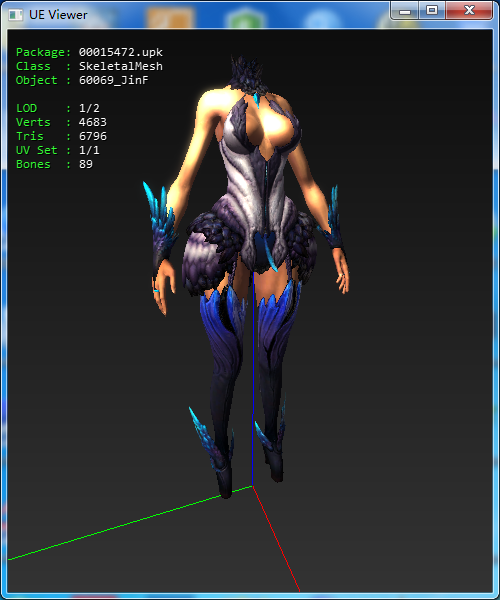 UE Viewer
Package: 00015472.upk
Class : SkeletalMesh
Object : 60069_JinF
LOD : 1/2
Verts : 4683
Tris : 6796
UV Set : 1/1
Bones : 89